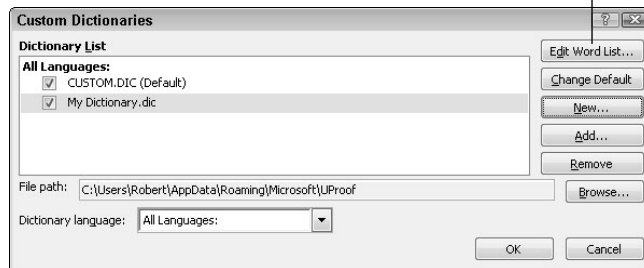 Custom Dictionaries
Dictionary List
All Languages:
CUSTOM.DIC (Default)
My Dictionary.dic
Edit Word List...
Change Default
New...
Add...
Remove
File path: C:\Users\Robert\AppData\Roaming\Microsoft\UProof
Browse...
Dictionary language: All Languages:
OK
Cancel